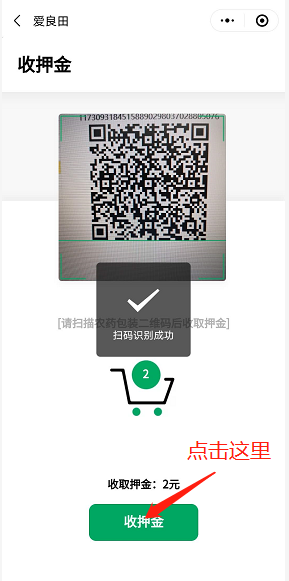 爱良田
收押金
11730931845158890298037028805076
[请扫描农药包装二维码后收取押金]
扫码识别成功
2
点击这里
收取押金：2元
收押金